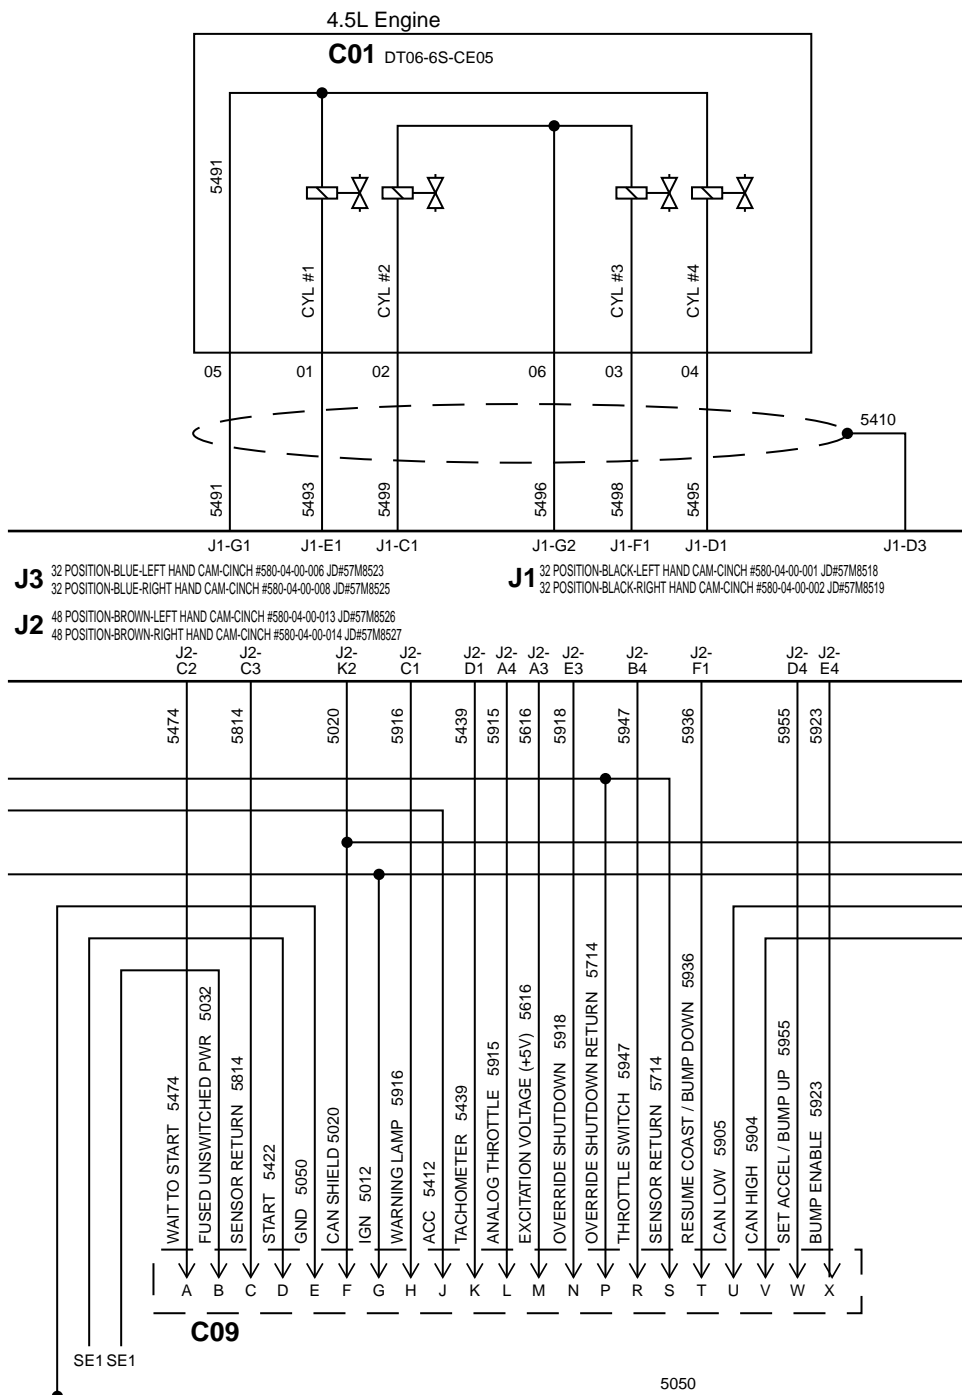 4.5L Engine
C01 DT06-6S-CE05
5491
CYL #1
CYL #2
CYL #3
CYL #4
05 01 02 06 03 04
5410
5491 5493 5499 5496 5498 5495
J1-G1 J1-E1 J1-C1 J1-G2 J1-F1 J1-D1 J1-D3
J3 32 POSITION-BLUE-LEFT HAND CAM-CINCH #580-04-00-006 JD#57M8523
32 POSITION-BLUE-RIGHT HAND CAM-CINCH #580-04-00-008 JD#57M8525
J1 32 POSITION-BLACK-LEFT HAND CAM-CINCH #580-04-00-001 JD#57M8518
32 POSITION-BLACK-RIGHT HAND CAM-CINCH #580-04-00-002 JD#57M8519
J2 48 POSITION-BROWN-LEFT HAND CAM-CINCH #580-04-00-013 JD#57M8526
48 POSITION-BROWN-RIGHT HAND CAM-CINCH #580-04-00-014 JD#57M8527
J2- J2- J2- J2- J2- J2- J2- J2- J2- J2- J2- J2-
C2 C3 K2 C1 D1 A4 A3 E3 B4 F1 D4 E4
5474 5814 5020 5916 5439 5915 5616 5918 5947 5936 5955 5923
WAIT TO START 5474
FUSED UNSWITCHED PWR 5032
SENSOR RETURN 5814
START 5422
GND 5050
CAN SHIELD 5020
IGN 5012
WARNING LAMP 5916
ACC 5412
TACHOMETER 5439
ANALOG THROTTLE 5915
EXCITATION VOLTAGE (+5V) 5616
OVERRIDE SHUTDOWN 5918
OVERRIDE SHUTDOWN RETURN 5714
THROTTLE SWITCH 5947
SENSOR RETURN 5714
RESUME COAST / BUMP DOWN 5936
CAN LOW 5905
CAN HIGH 5904
SET ACCEL / BUMP UP 5955
BUMP ENABLE 5923
A B C D E F G H J K L M N P R S T U V W X
C09
SE1 SE1
5050